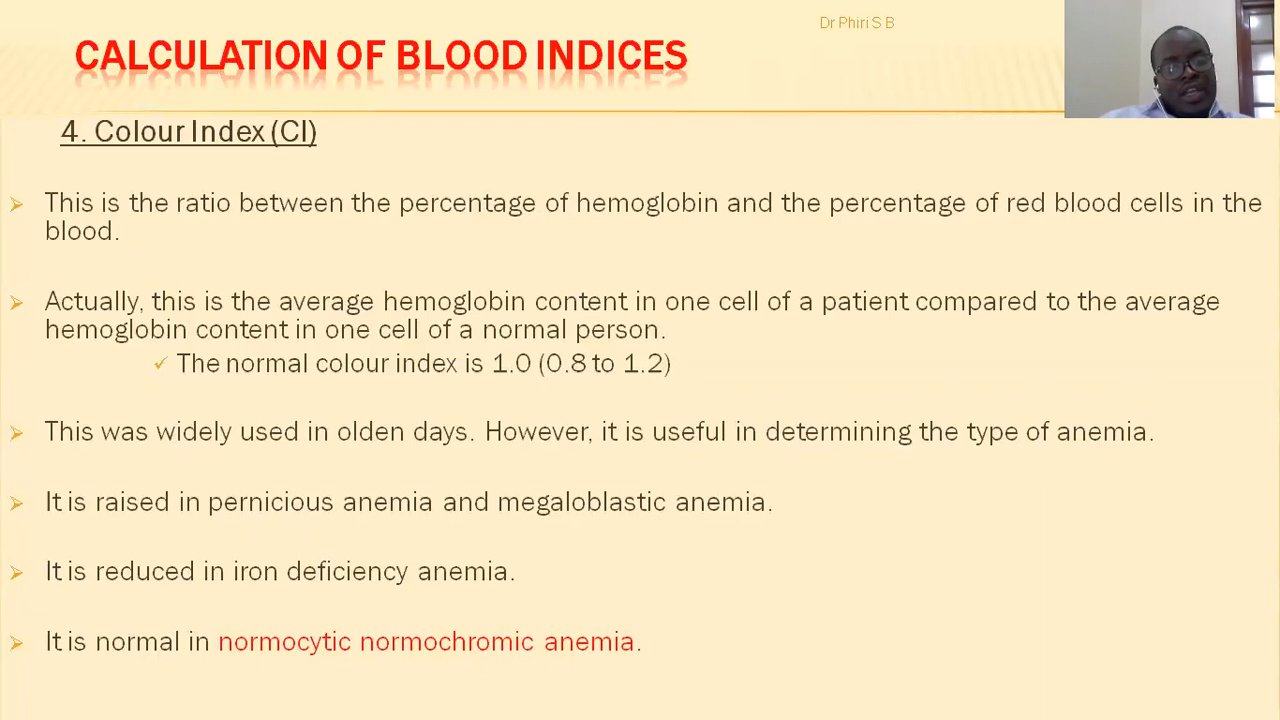 Dr Phiri S B
CALCULATION OF BLOOD INDICES
4. Colour Index (CI)
This is the ratio between the percentage of hemoglobin and the percentage of red blood cells in the
blood.
Actually, this is the average hemoglobin content in one cell of a patient compared to the average
hemoglobin content in one cell of a normal person.
The normal colour index is 1.0 (0.8 to 1.2)
This was widely used in olden days. However, it is useful in determining the type of anemia.
It is raised in pernicious anemia and megaloblastic anemia.
It is reduced in iron deficiency anemia.
It is normal in normocytic normochromic anemia.